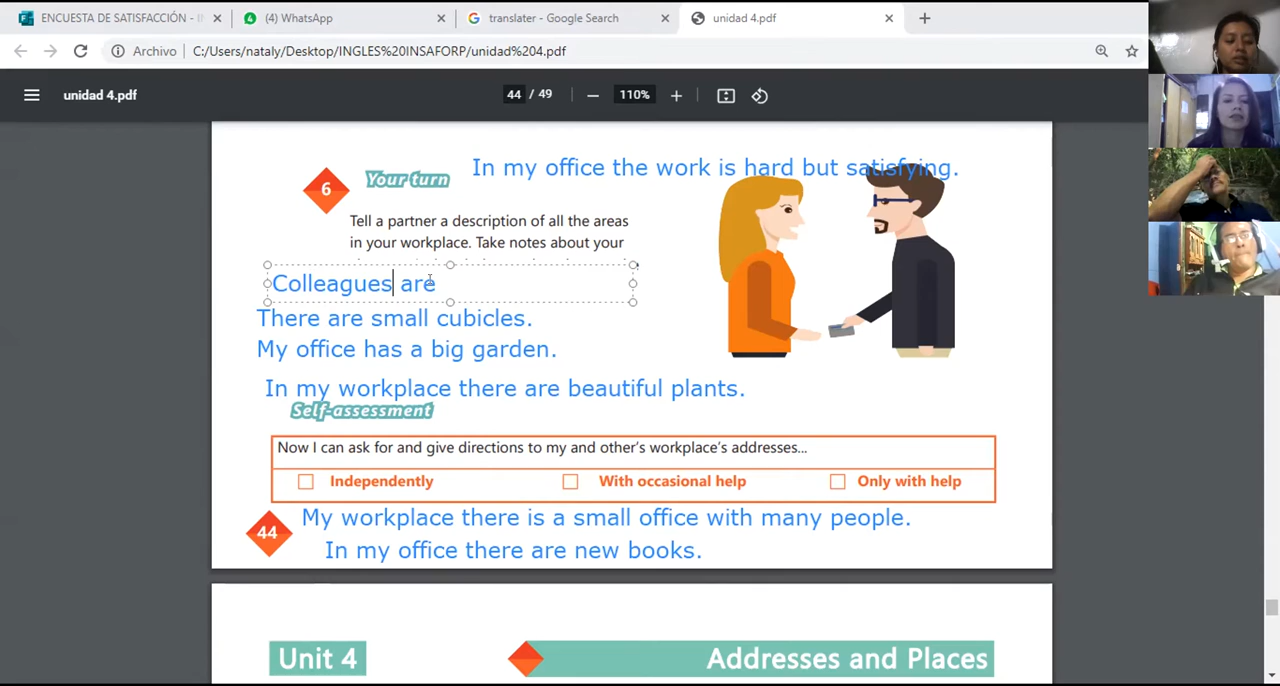 ENCUESTA DE SATISFACCIÓN - I
(4) WhatsApp
translater - Google Search
unidad 4.pdf
Archivo
C:/Users/nataly/Desktop/INGLES%20INSAFORP/unidad%204.pdf
unidad 4.pdf
44 / 49
110%
In my office the work is hard but satisfying.
6
Your turn
Tell a partner a description of all the areas
in your workplace. Take notes about your
Colleagues are
There are small cubicles.
My office has a big garden.
In my workplace there are beautiful plants.
Self-assessment
Now I can ask for and give directions to my and other's workplace's addresses...
Independently
With occasional help
Only with help
My workplace there is a small office with many people.
44
In my office there are new books.
Unit 4
Addresses and Places